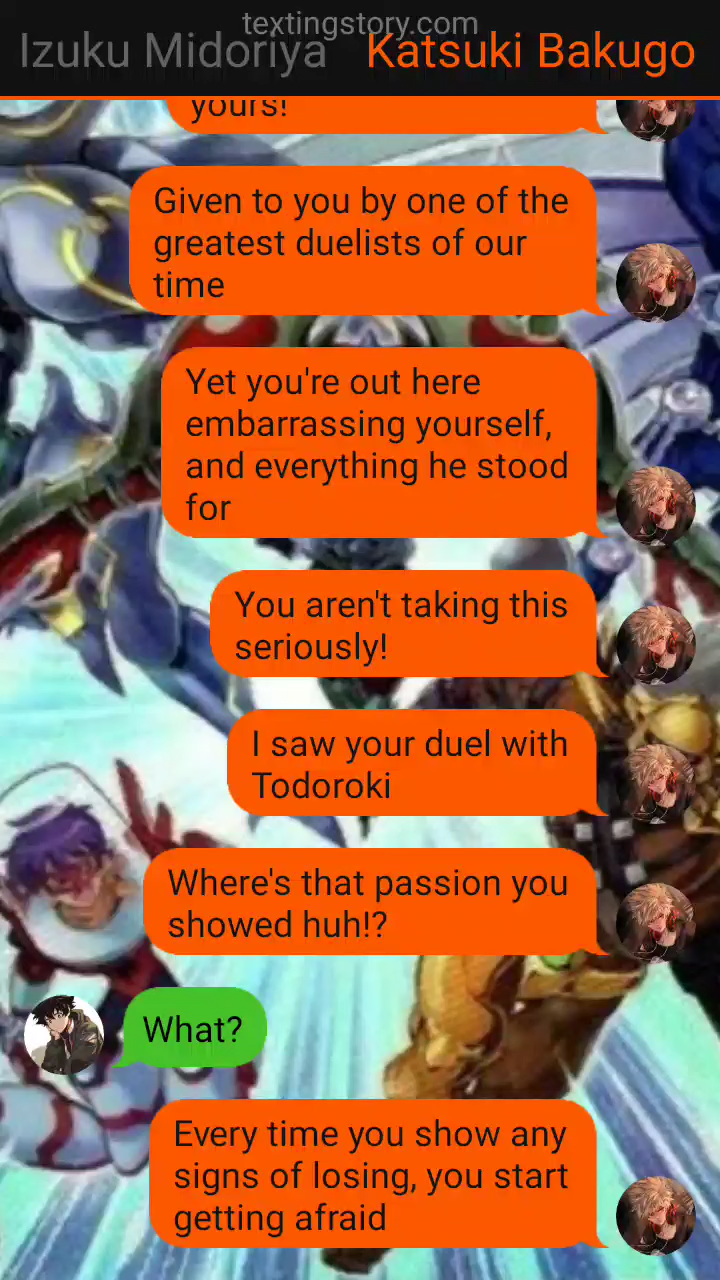 textingstory.com
Izuku Midoriya Katsuki Bakugo
yours!
Given to you by one of the
greatest duelists of our
time
Yet you're out here
embarrassing yourself,
and everything he stood
for
You aren't taking this
seriously!
I saw your duel with
Todoroki
Where's that passion you
showed huh!?
What?
Every time you show any
signs of losing, you start
getting afraid